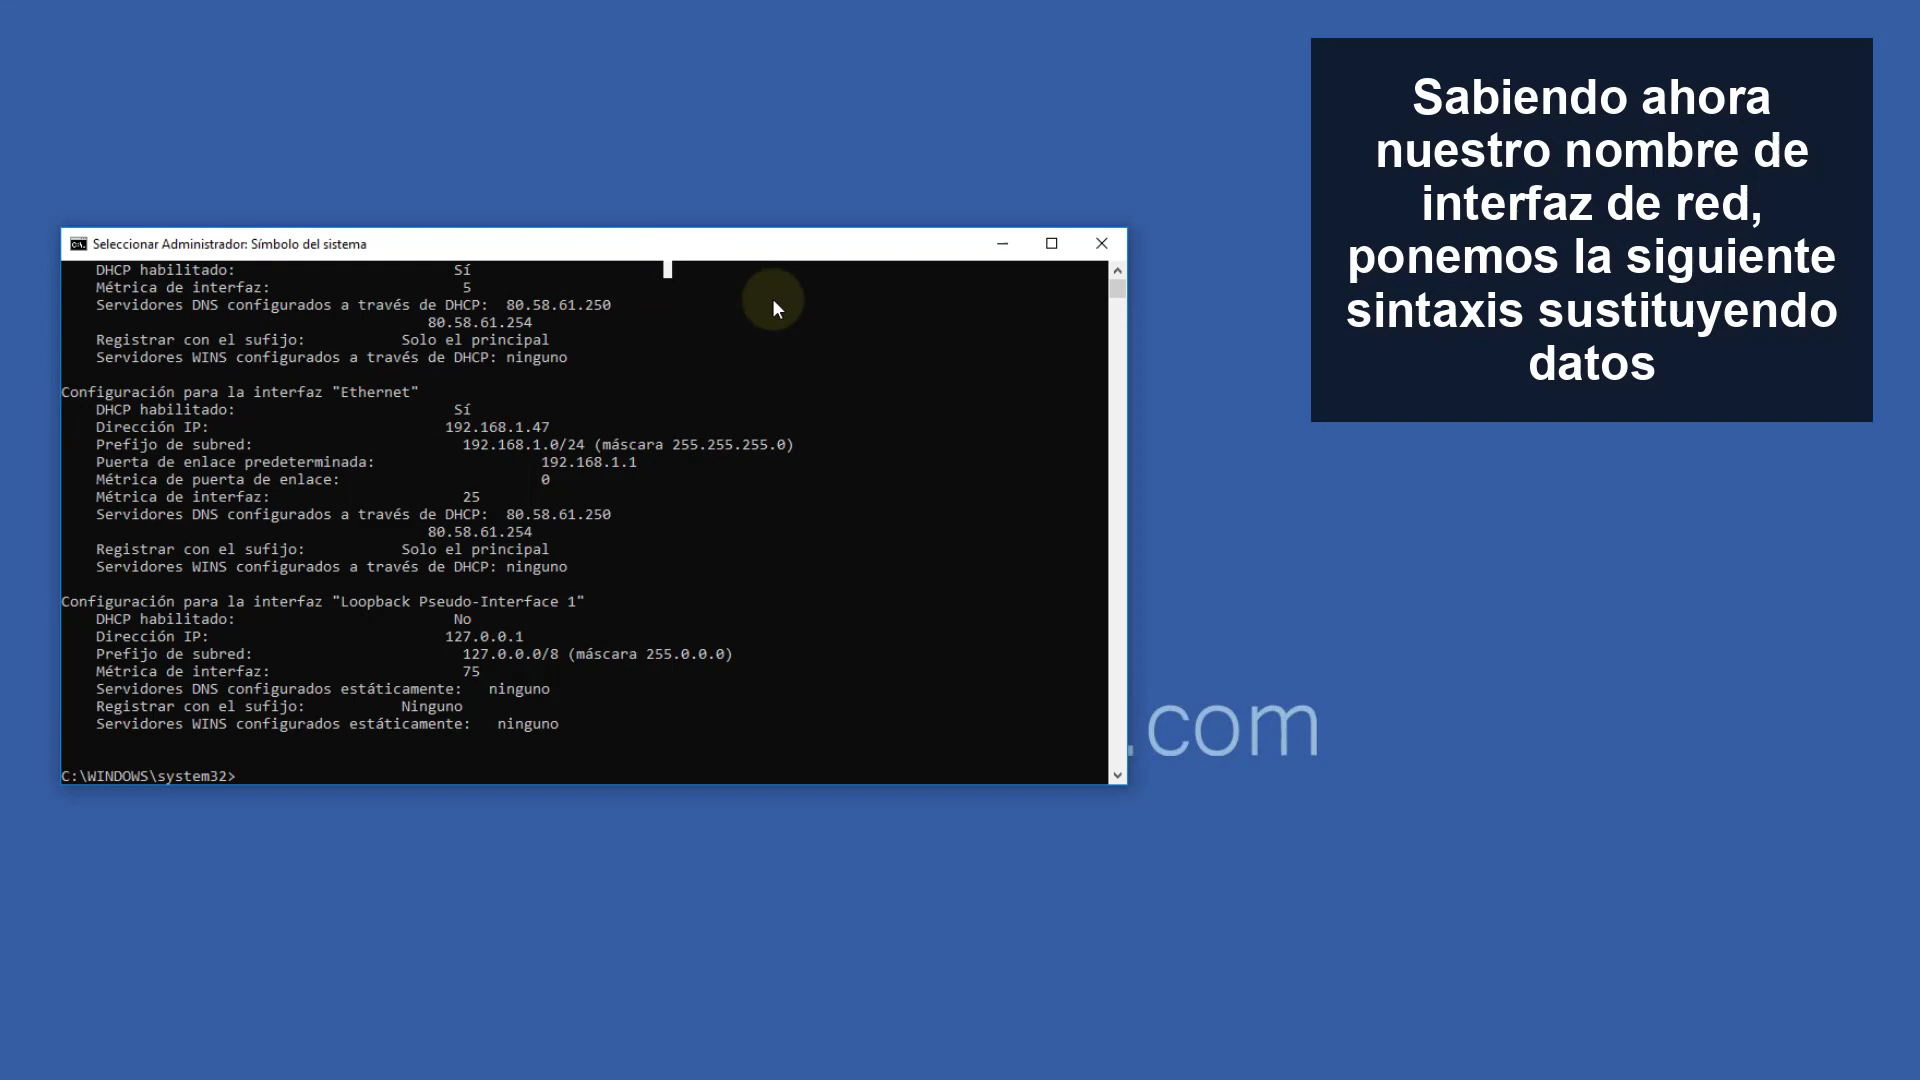 Sabiendo ahora
nuestro nombre de
interfaz de red,
ponemos la siguiente
sintaxis sustituyendo
datos
Seleccionar Administrador: Símbolo del sistema
DHCP habilitado: Sí
Métrica de interfaz: 5
Servidores DNS configurados a través de DHCP: 80.58.61.250
80.58.61.254
Registrar con el sufijo: Solo el principal
Servidores WINS configurados a través de DHCP: ninguno
Configuración para la interfaz "Ethernet"
DHCP habilitado: Sí
Dirección IP: 192.168.1.47
Prefijo de subred: 192.168.1.0/24 (máscara 255.255.255.0)
Puerta de enlace predeterminada: 192.168.1.1
Métrica de puerta de enlace: 0
Métrica de interfaz: 25
Servidores DNS configurados a través de DHCP: 80.58.61.250
80.58.61.254
Registrar con el sufijo: Solo el principal
Servidores WINS configurados a través de DHCP: ninguno
Configuración para la interfaz "Loopback Pseudo-Interface 1"
DHCP habilitado: No
Dirección IP: 127.0.0.1
Prefijo de subred: 127.0.0.0/8 (máscara 255.0.0.0)
Métrica de interfaz: 75
Servidores DNS configurados estáticamente: ninguno
Registrar con el sufijo: Ninguno
Servidores WINS configurados estáticamente: ninguno
C:\WINDOWS\system32>
.com